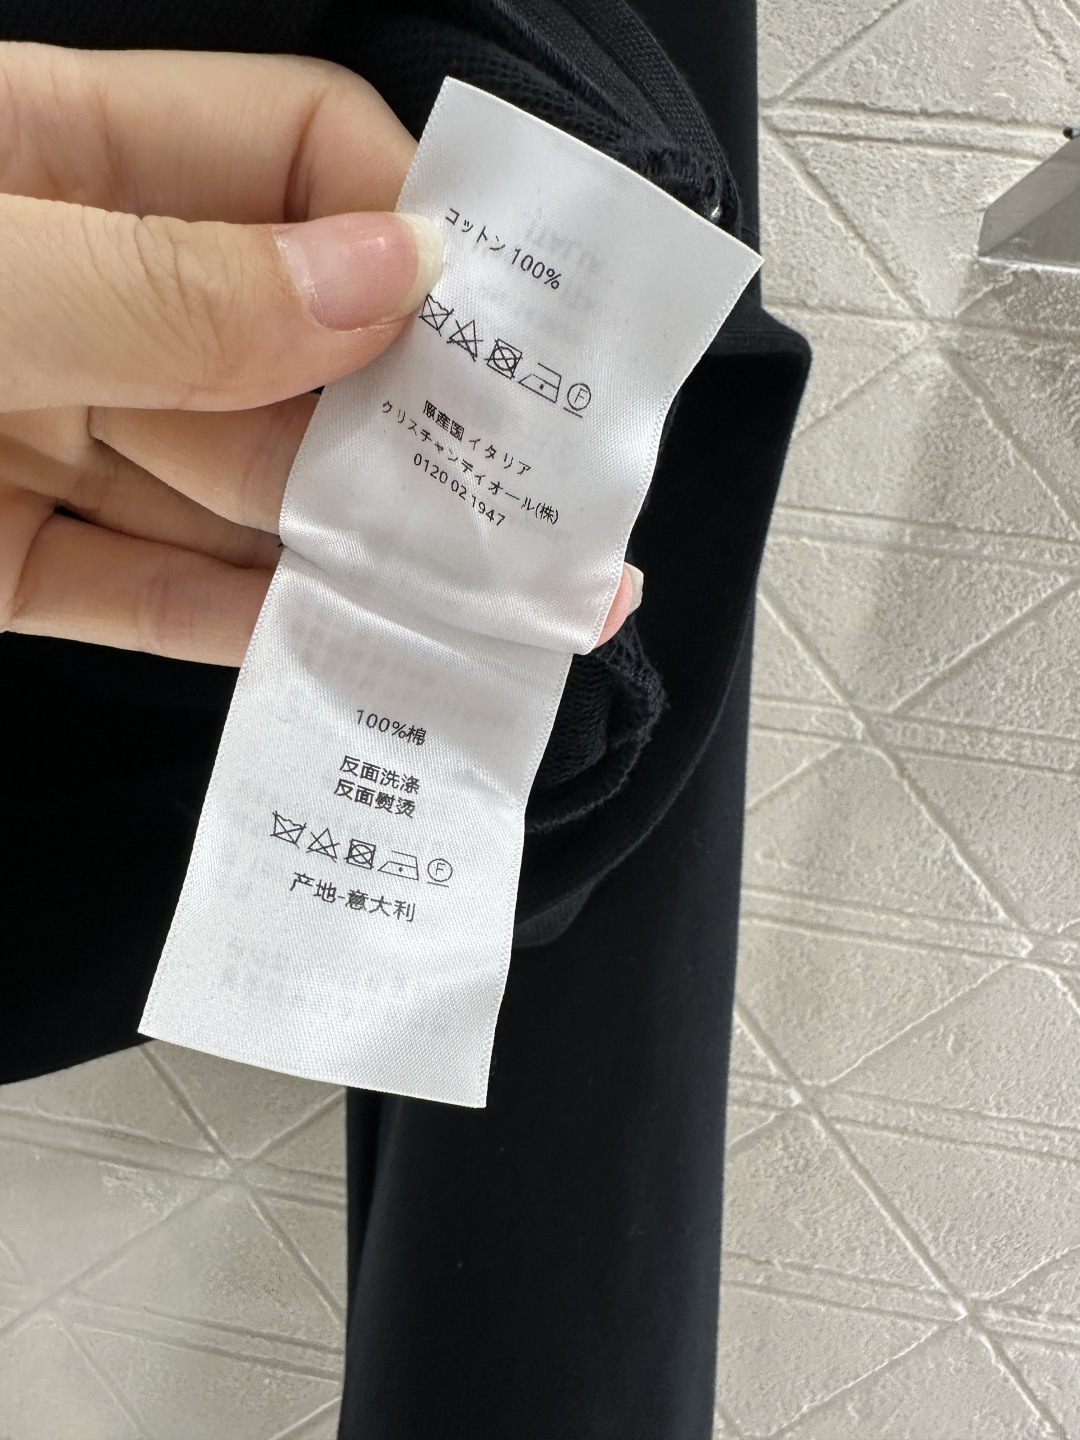 コットン 100%
F
原産国 イタリア
クリスチャンディオール(株)
0120 02 1947
100%棉
反面洗涤
反面熨烫
F
产地-意大利